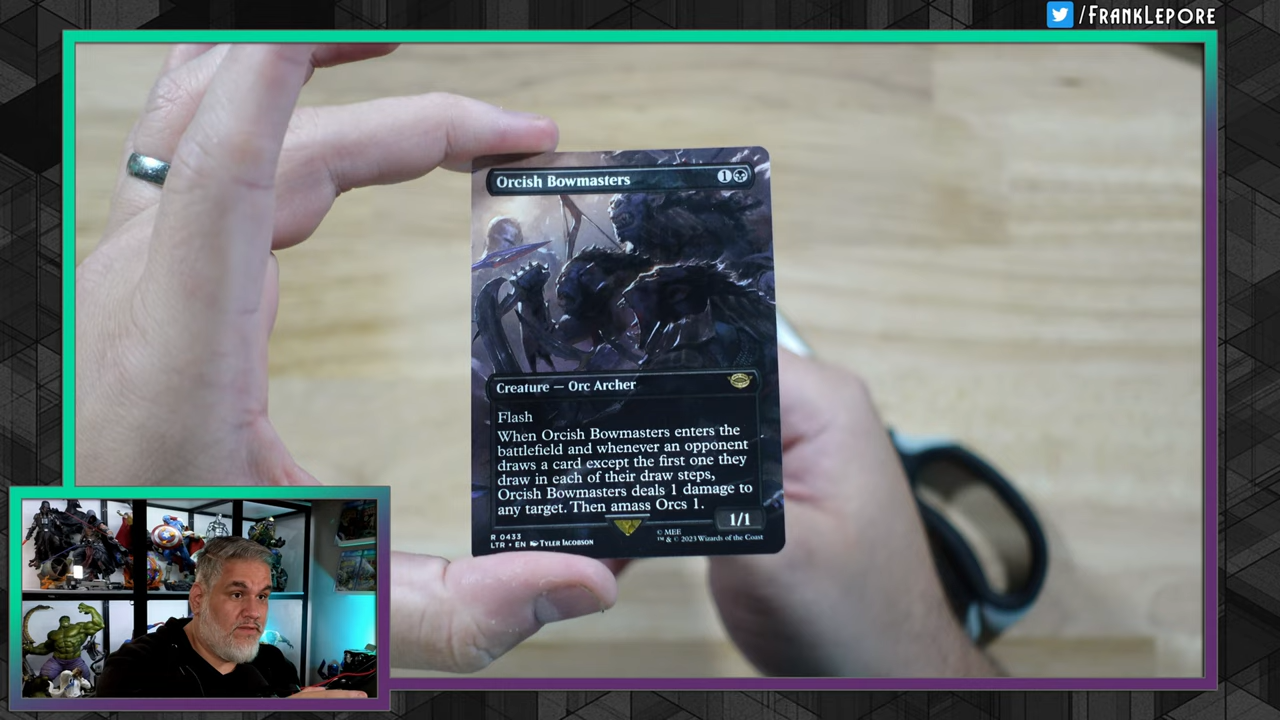 /FrankLepore
Orcish Bowmasters
1
Creature — Orc Archer
Flash
When Orcish Bowmasters enters the
battlefield and whenever an opponent
draws a card except the first one they
draw in each of their draw steps,
Orcish Bowmasters deals 1 damage to
any target. Then amass Orcs 1.
1/1
R 0433
LTR • EN Tyler Jacobson
© MEE
™ & © 2023 Wizards of the Coast